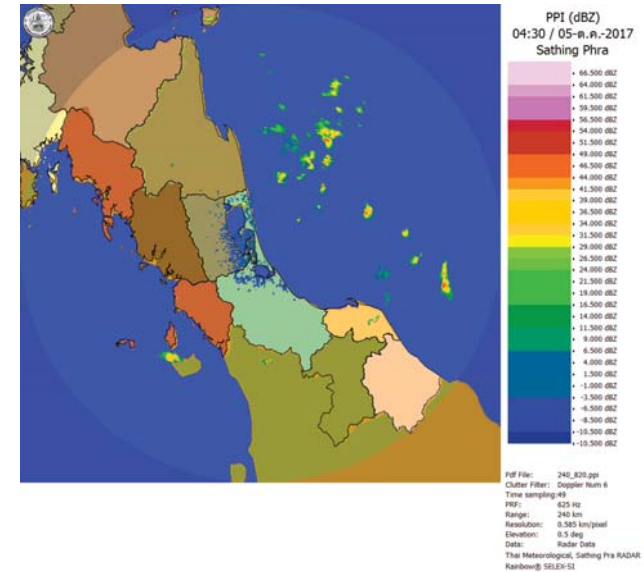 PPI (dBZ)
04:30 / 05-ต.ค.-2017
Sathing Phra
66.500 dBZ
64.000 dBZ
61.500 dBZ
59.500 dBZ
56.500 dBZ
54.000 dBZ
51.500 dBZ
49.000 dBZ
46.500 dBZ
44.000 dBZ
41.500 dBZ
39.000 dBZ
36.500 dBZ
34.000 dBZ
31.500 dBZ
29.000 dBZ
26.500 dBZ
24.000 dBZ
21.500 dBZ
19.000 dBZ
16.500 dBZ
14.000 dBZ
11.500 dBZ
9.000 dBZ
6.500 dBZ
4.000 dBZ
1.500 dBZ
-1.000 dBZ
-3.500 dBZ
-6.500 dBZ
-8.500 dBZ
-10.500 dBZ
-10.500 dBZ
Pdf File: 240_820.ppi
Clutter Filter: Doppler Num 6
Time sampling:49
PRF: 625 Hz
Range: 240 km
Resolution: 0.585 km/pixel
Elevation: 0.5 deg
Data: Radar Data
Thai Meteorological, Sathing Pra RADAR
Rainbow® SELEX-SI